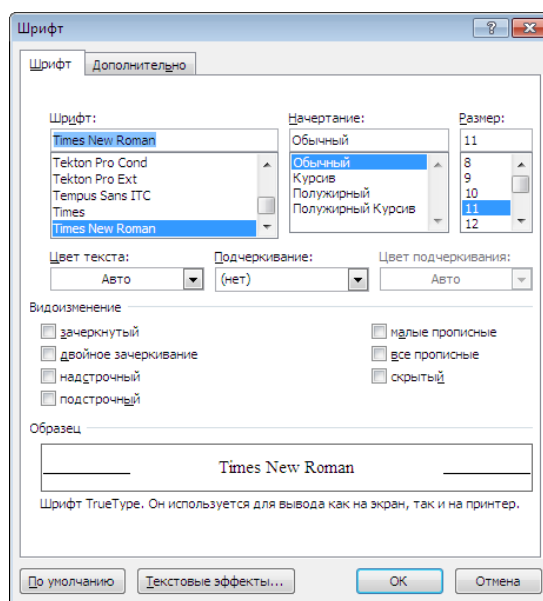 Шрифт
Шрифт Дополнительно
Шрифт: Начертание: Размер:
Times New Roman Обычный 11
Tekton Pro Cond Обычный 8
Tekton Pro Ext Курсив 9
Tempus Sans ITC Полужирный 10
Times Полужирный Курсив 11
Times New Roman 12
Цвет текста: Подчеркивание: Цвет подчеркивания:
Авто (нет) Авто
Видоизменение
зачеркнутый малые прописные
двойное зачеркивание все прописные
надстрочный скрытый
подстрочный
Образец
Times New Roman
Шрифт TrueType. Он используется для вывода как на экран, так и на принтер.
По умолчанию Текстовые эффекты... ОК Отмена